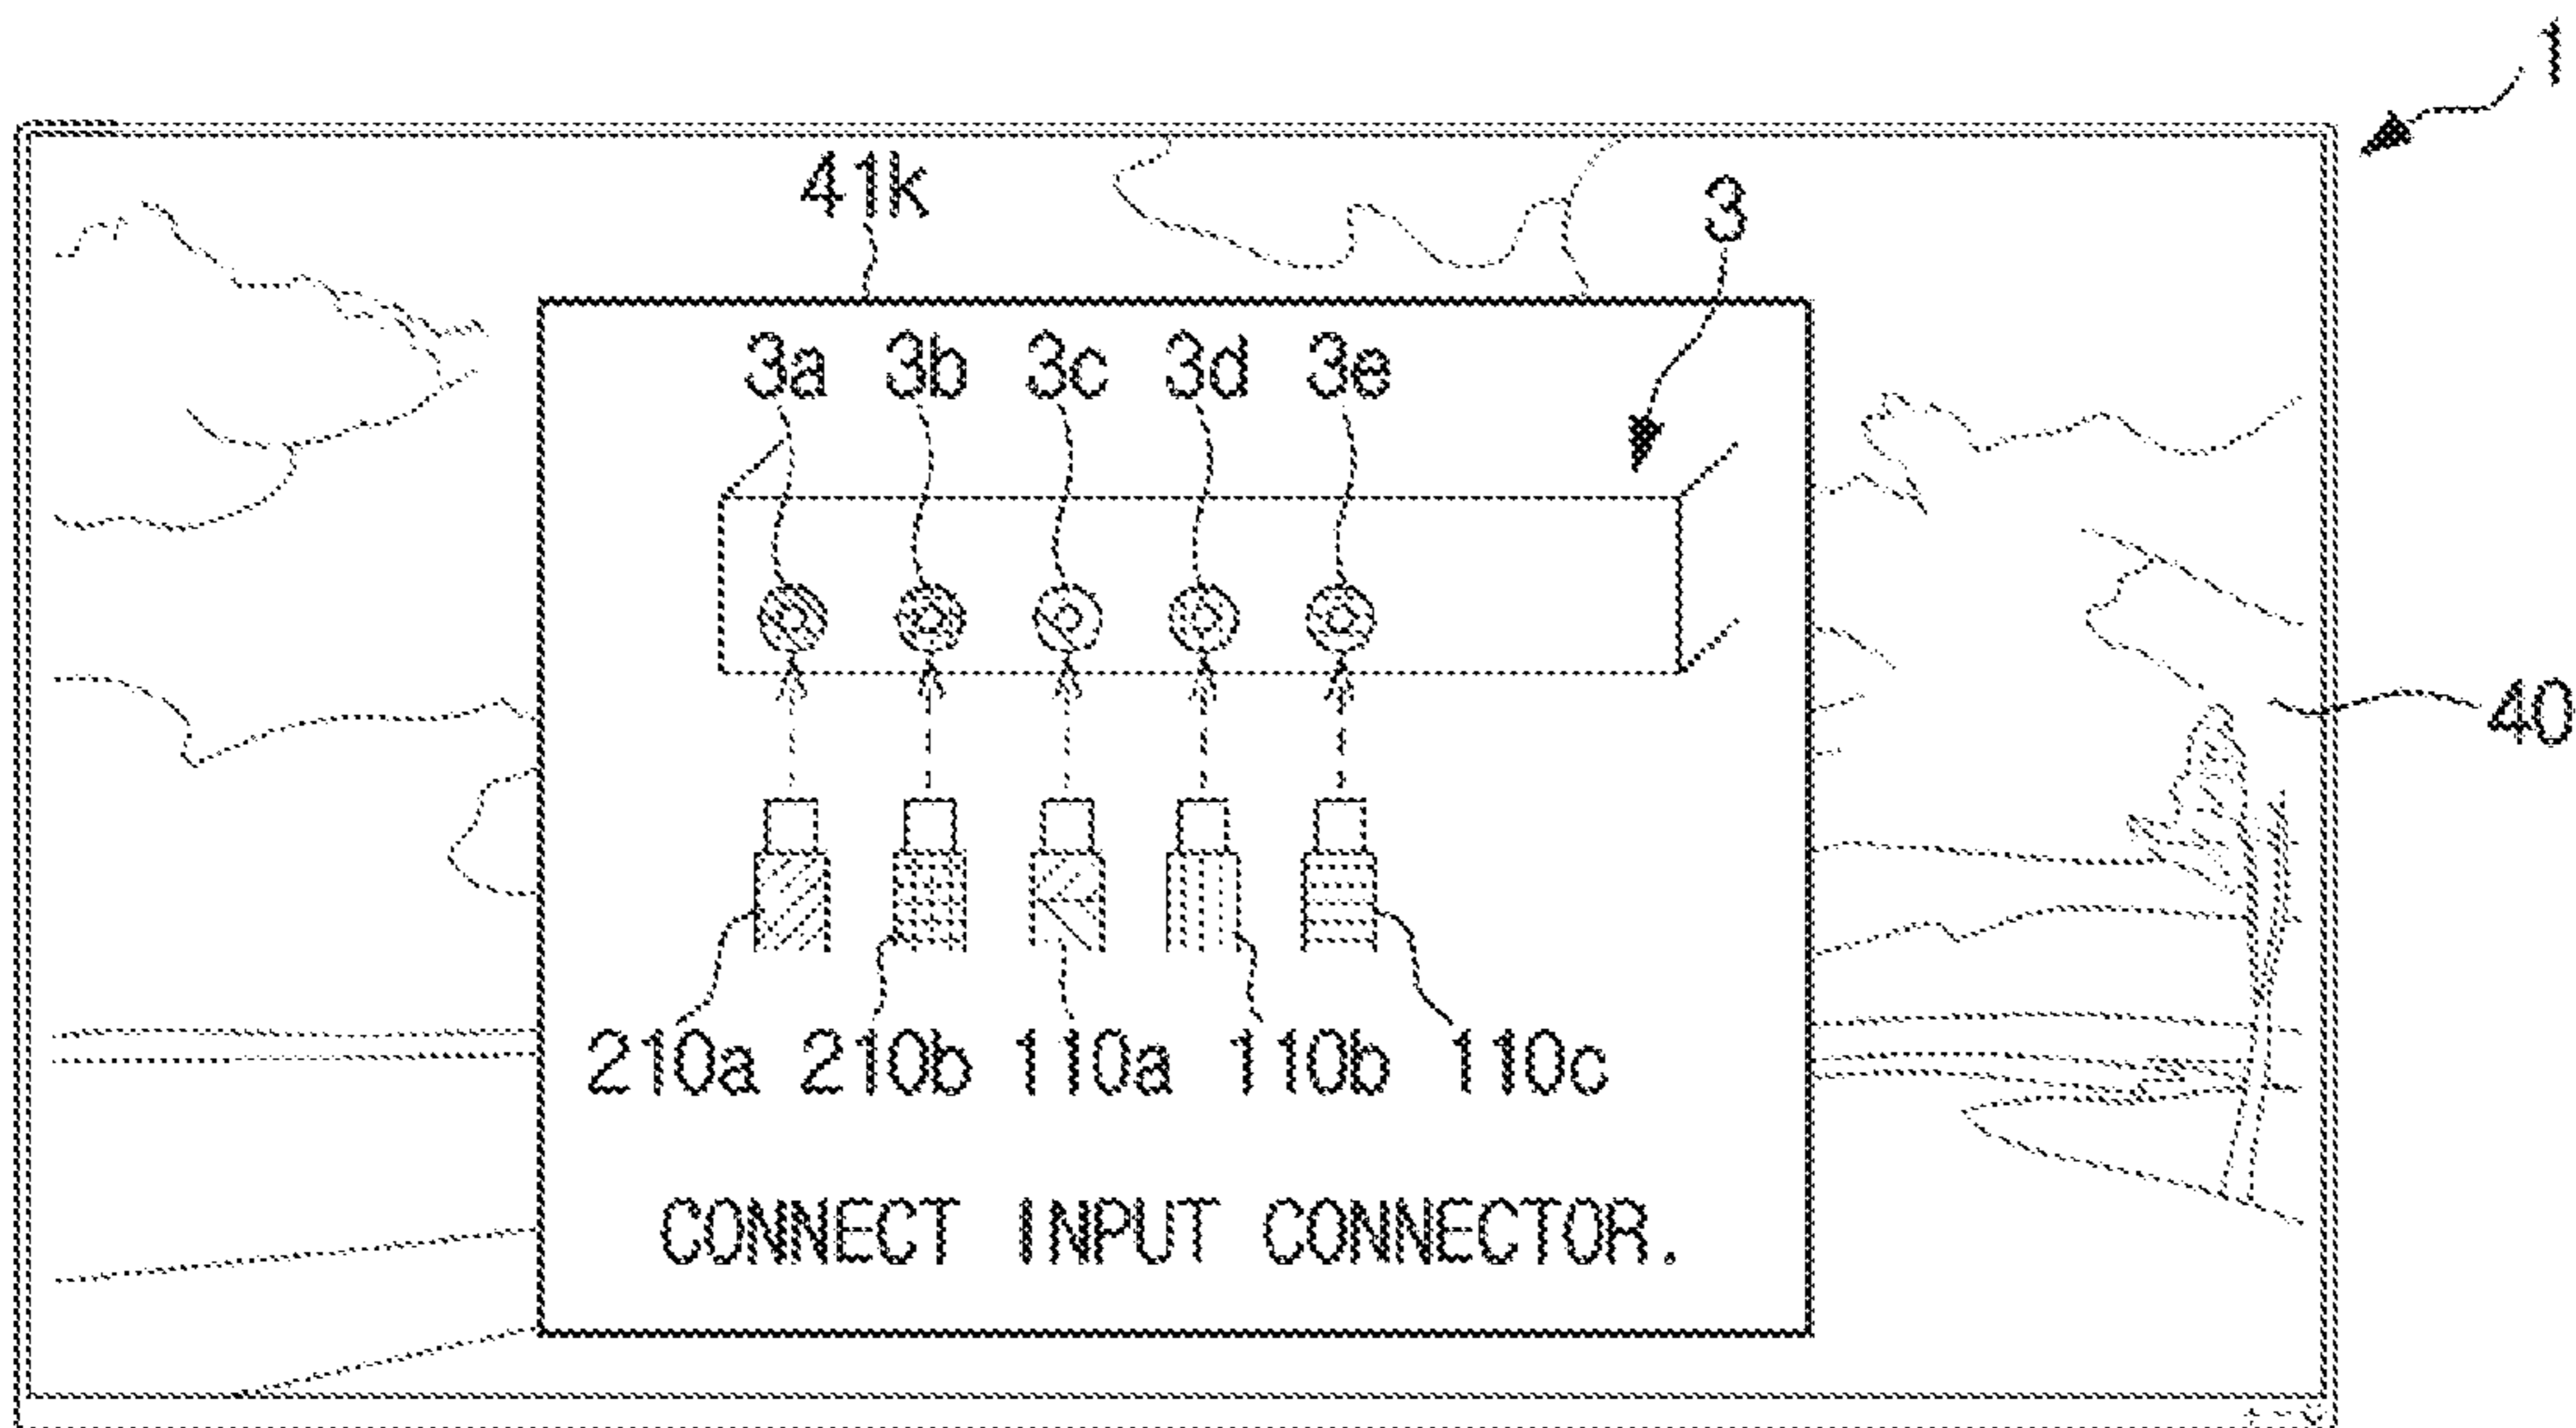 1
41k
3
3a 3b 3c 3d 3e
40
210a 210b 110a 110b 110c
CONNECT INPUT CONNECTOR.